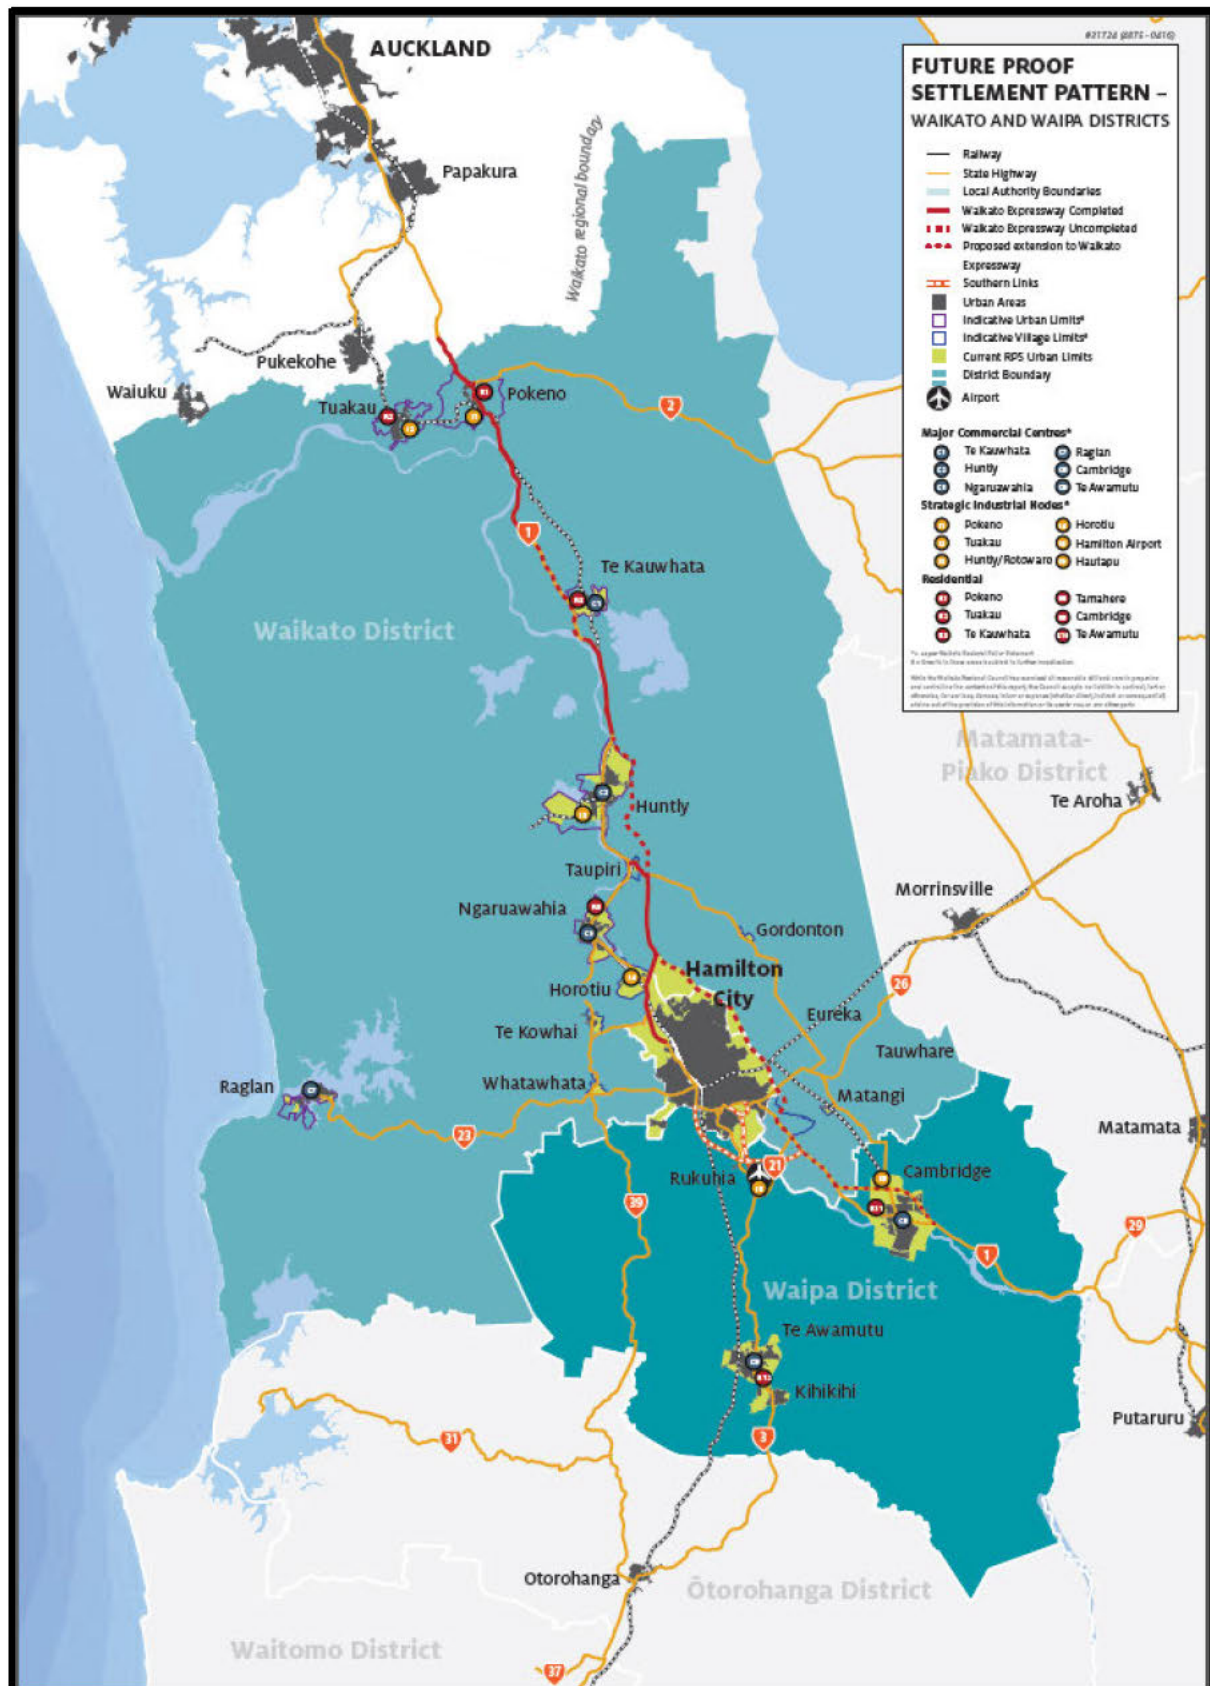 AUCKLAND
Papakura
Waikato regional boundary
Pukekohe
Waiuku
Tuakau
Pokeno
2
1
Te Kauwhata
Waikato District
Huntly
Taupiri
Ngaruawahia
Gordonton
Hamilton
City
Horotiu
Te Kowhai
Eureka
26
Tauwhare
Raglan
Whatawhata
Matangi
23
Rukuhia
21
Cambridge
39
1
29
Waipa District
Te Awamutu
Kihikihi
3
31
Matamata-
Piako District
Te Aroha
Morrinsville
Matamata
Putaruru
Otorohanga
Ōtorohanga District
Waitomo District
37
FUTURE PROOF
SETTLEMENT PATTERN –
WAIKATO AND WAIPA DISTRICTS
Railway
State Highway
Local Authority Boundaries
Waikato Expressway Completed
Waikato Expressway Uncompleted
Proposed extension to Waikato
Expressway
Southern Links
Urban Areas
Indicative Urban Limits*
Indicative Village Limits*
Current RPS Urban Limits
District Boundary
Airport
Major Commercial Centres*
Te Kauwhata
Raglan
Huntly
Cambridge
Ngaruawahia
Te Awamutu
Strategic Industrial Nodes*
Pokeno
Horotiu
Tuakau
Hamilton Airport
Huntly/Rotowaro
Hautapu
Residential
Pokeno
Tamahere
Tuakau
Cambridge
Te Kauwhata
Te Awamutu